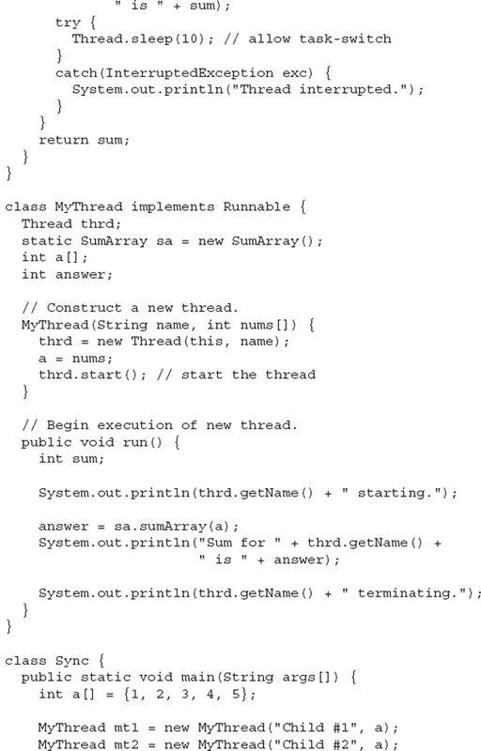 " is " + sum);
try {
Thread.sleep(10); // allow task-switch
}
catch(InterruptedException exc) {
System.out.println("Thread interrupted.");
}
}
return sum;
}
}
class MyThread implements Runnable {
Thread thrd;
static SumArray sa = new SumArray();
int a[];
int answer;
// Construct a new thread.
MyThread(String name, int nums[]) {
thrd = new Thread(this, name);
a = nums;
thrd.start(); // start the thread
}
// Begin execution of new thread.
public void run() {
int sum;
System.out.println(thrd.getName() + " starting.");
answer = sa.sumArray(a);
System.out.println("Sum for " + thrd.getName() +
" is " + answer);
System.out.println(thrd.getName() + " terminating.");
}
}
class Sync {
public static void main(String args[]) {
int a[] = {1, 2, 3, 4, 5};
MyThread mt1 = new MyThread("Child #1", a);
MyThread mt2 = new MyThread("Child #2", a);